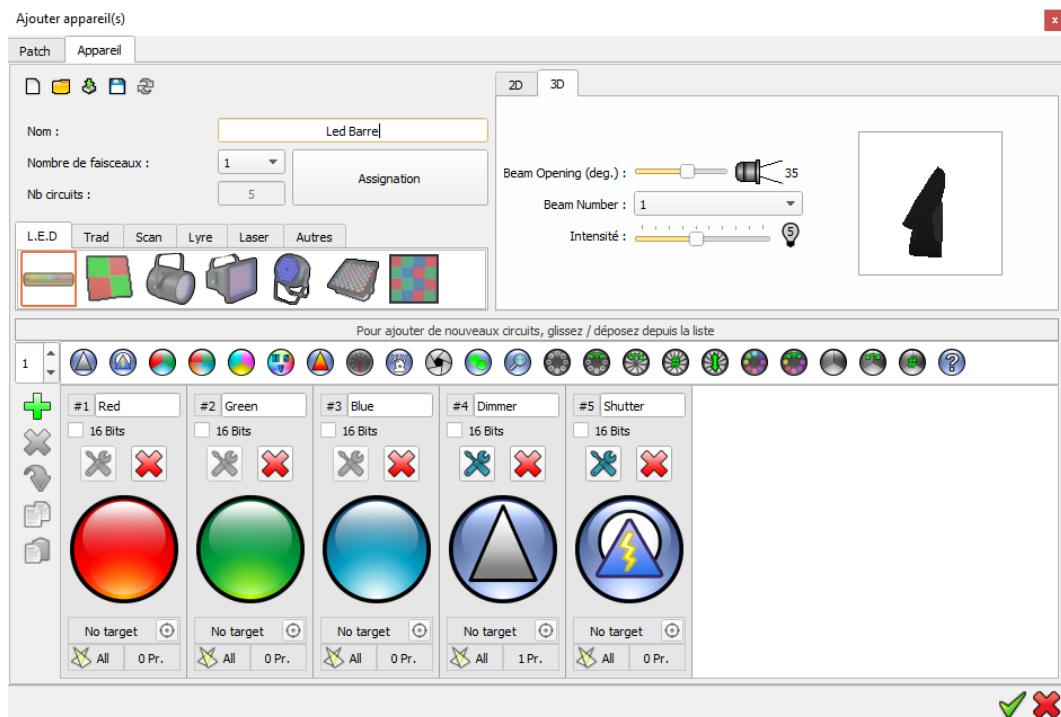 Ajouter appareil(s)
x
Patch Appareil
2D 3D
Nom : Led Barre
Nombre de faisceaux : 1
Nb circuits : 5
Assignation
Beam Opening (deg.) : 35
Beam Number : 1
Intensité : 5
L.E.D Trad Scan Lyre Laser Autres
Pour ajouter de nouveaux circuits, glissez / déposez depuis la liste
1
?
#1 Red #2 Green #3 Blue #4 Dimmer #5 Shutter
16 Bits 16 Bits 16 Bits 16 Bits 16 Bits
No target No target No target No target No target
All 0 Pr. All 0 Pr. All 0 Pr. All 1 Pr. All 0 Pr.